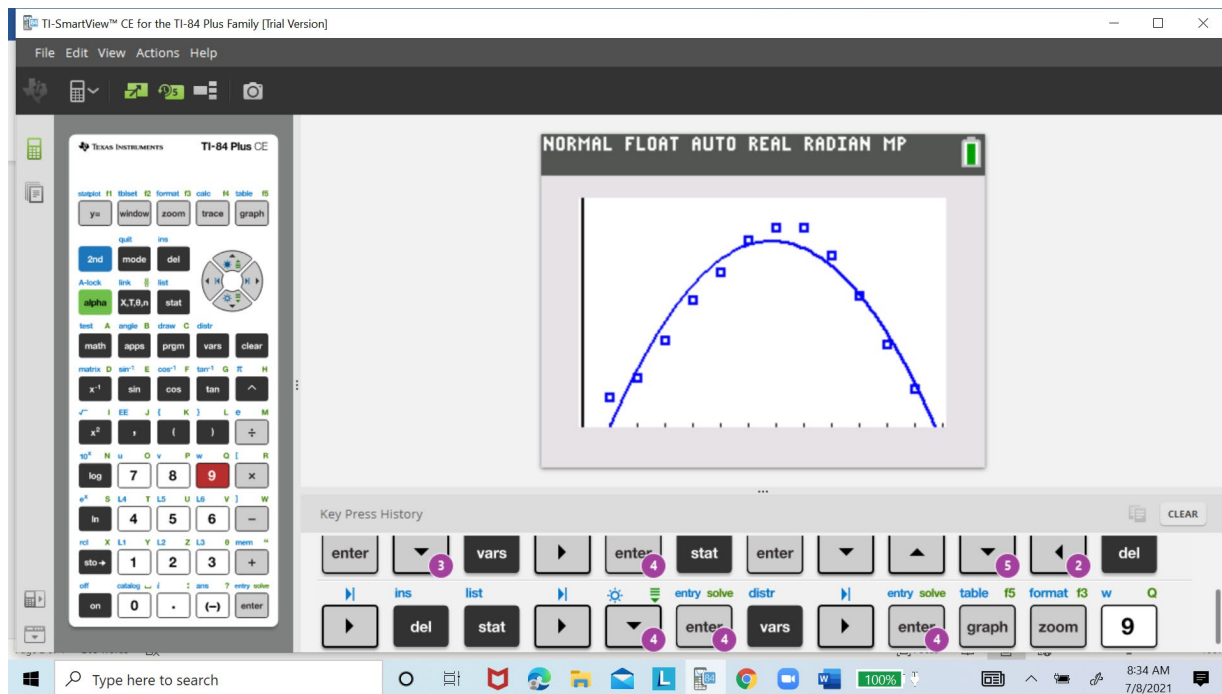 TI-SmartView™ CE for the TI-84 Plus Family [Trial Version]
File Edit View Actions Help
TEXAS INSTRUMENTS TI-84 Plus CE
statplot f1 tblset f2 format f3 calc f4 table f5
y= window zoom trace graph
quit ins
2nd mode del
A-lock link list
alpha X,T,θ,n stat
test A angle B draw C distr
math apps prgm vars clear
matrix D sin-1 E cos-1 F tan-1 G π H
x-1 sin cos tan ^
√ I EE J { K } L e M
x2 , ( ) ÷
10x N u O v P w Q [ R
log 7 8 9 ×
ex S L4 T L5 U L6 V ] W
ln 4 5 6 −
rcl X L1 Y L2 Z L3 θ mem "
sto→ 1 2 3 +
off catalog i : ans ? entry solve
on 0 . (−) enter
NORMAL FLOAT AUTO REAL RADIAN MP
Key Press History
CLEAR
enter 3 vars enter 4 stat enter 5 2 del
ins list entry solve distr entry solve table f5 format f3 w Q
del stat 4 enter 4 vars enter 4 graph zoom 9
Type here to search
100%
8:34 AM
7/8/2021